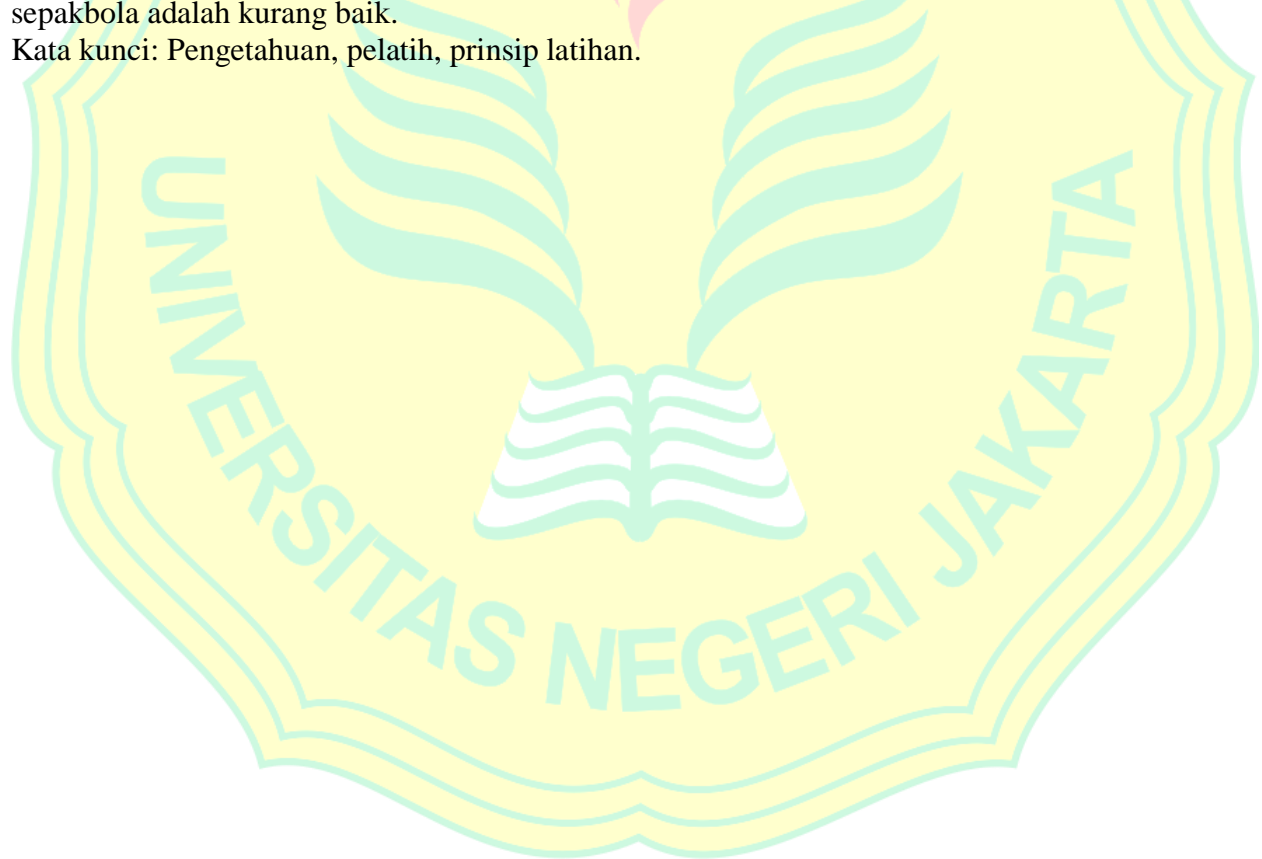 sepakbola adalah kurang baik.
Kata kunci: Pengetahuan, pelatih, prinsip latihan.
UNIVERSITAS NEGERI JAKARTA